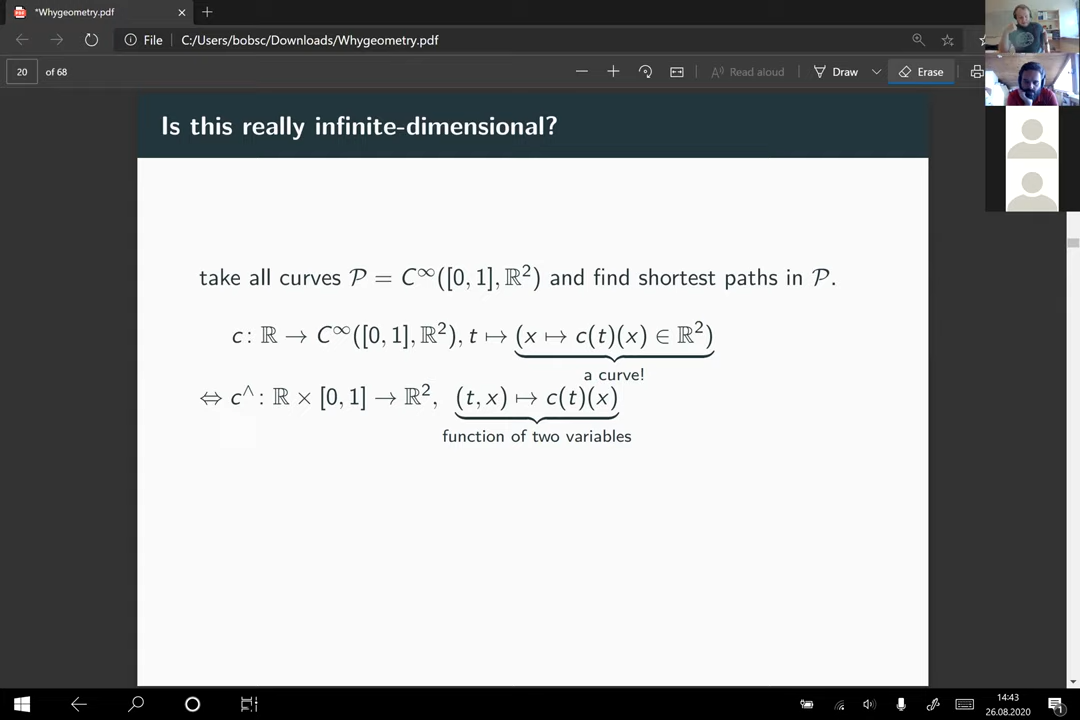 *Whygeometry.pdf
File C:/Users/bobsc/Downloads/Whygeometry.pdf
20 of 68 Read aloud Draw Erase
Is this really infinite-dimensional?
take all curves 𝒫 = C^∞([0, 1], ℝ²) and find shortest paths in 𝒫.
c: ℝ → C^∞([0, 1], ℝ²), t ↦ (x ↦ c(t)(x) ∈ ℝ²)
a curve!
⇔ c^∧: ℝ × [0, 1] → ℝ², (t, x) ↦ c(t)(x)
function of two variables
14:43
26.08.2020